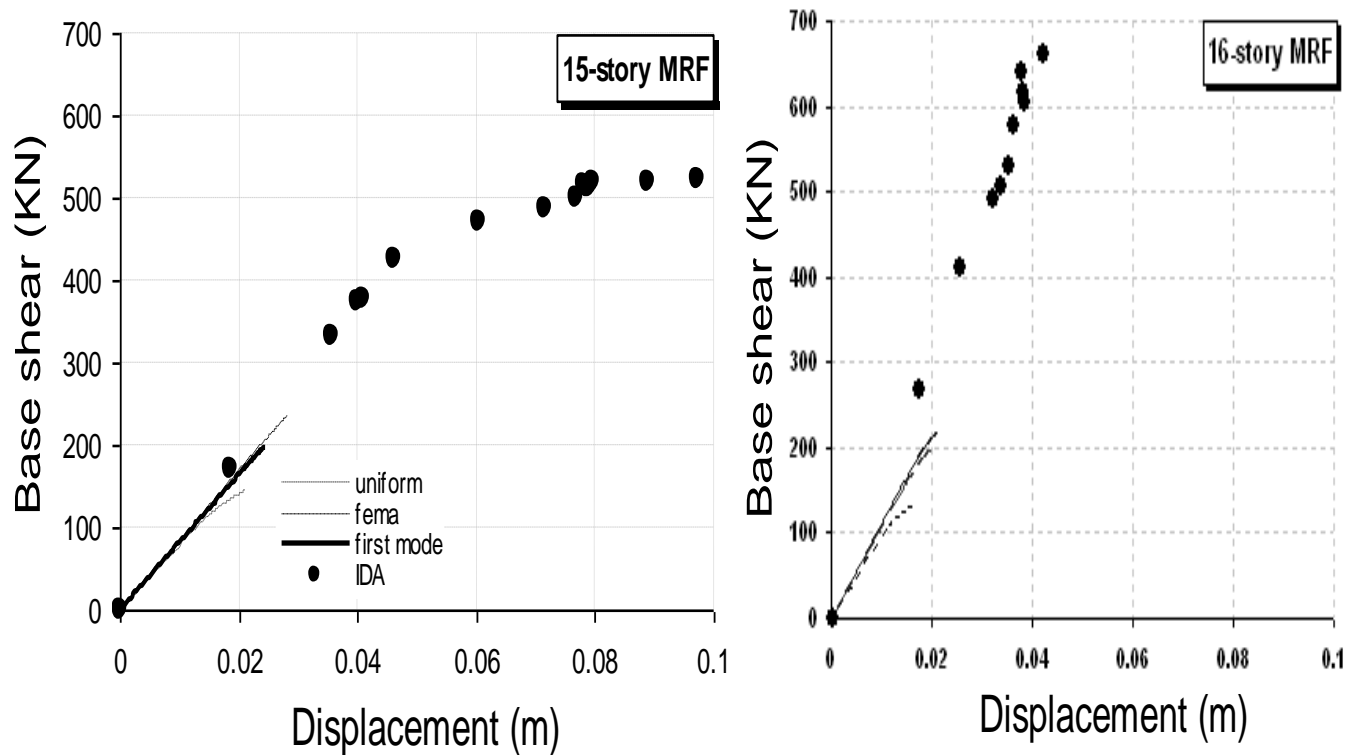 700
600
500
400
300
200
100
0
Base shear (KN)
15-story MRF
uniform
fema
first mode
IDA
0 0.02 0.04 0.06 0.08 0.1
Displacement (m)
700
600
500
400
300
200
100
0
Base shear (KN)
16-story MRF
0 0.02 0.04 0.06 0.08 0.1
Displacement (m)